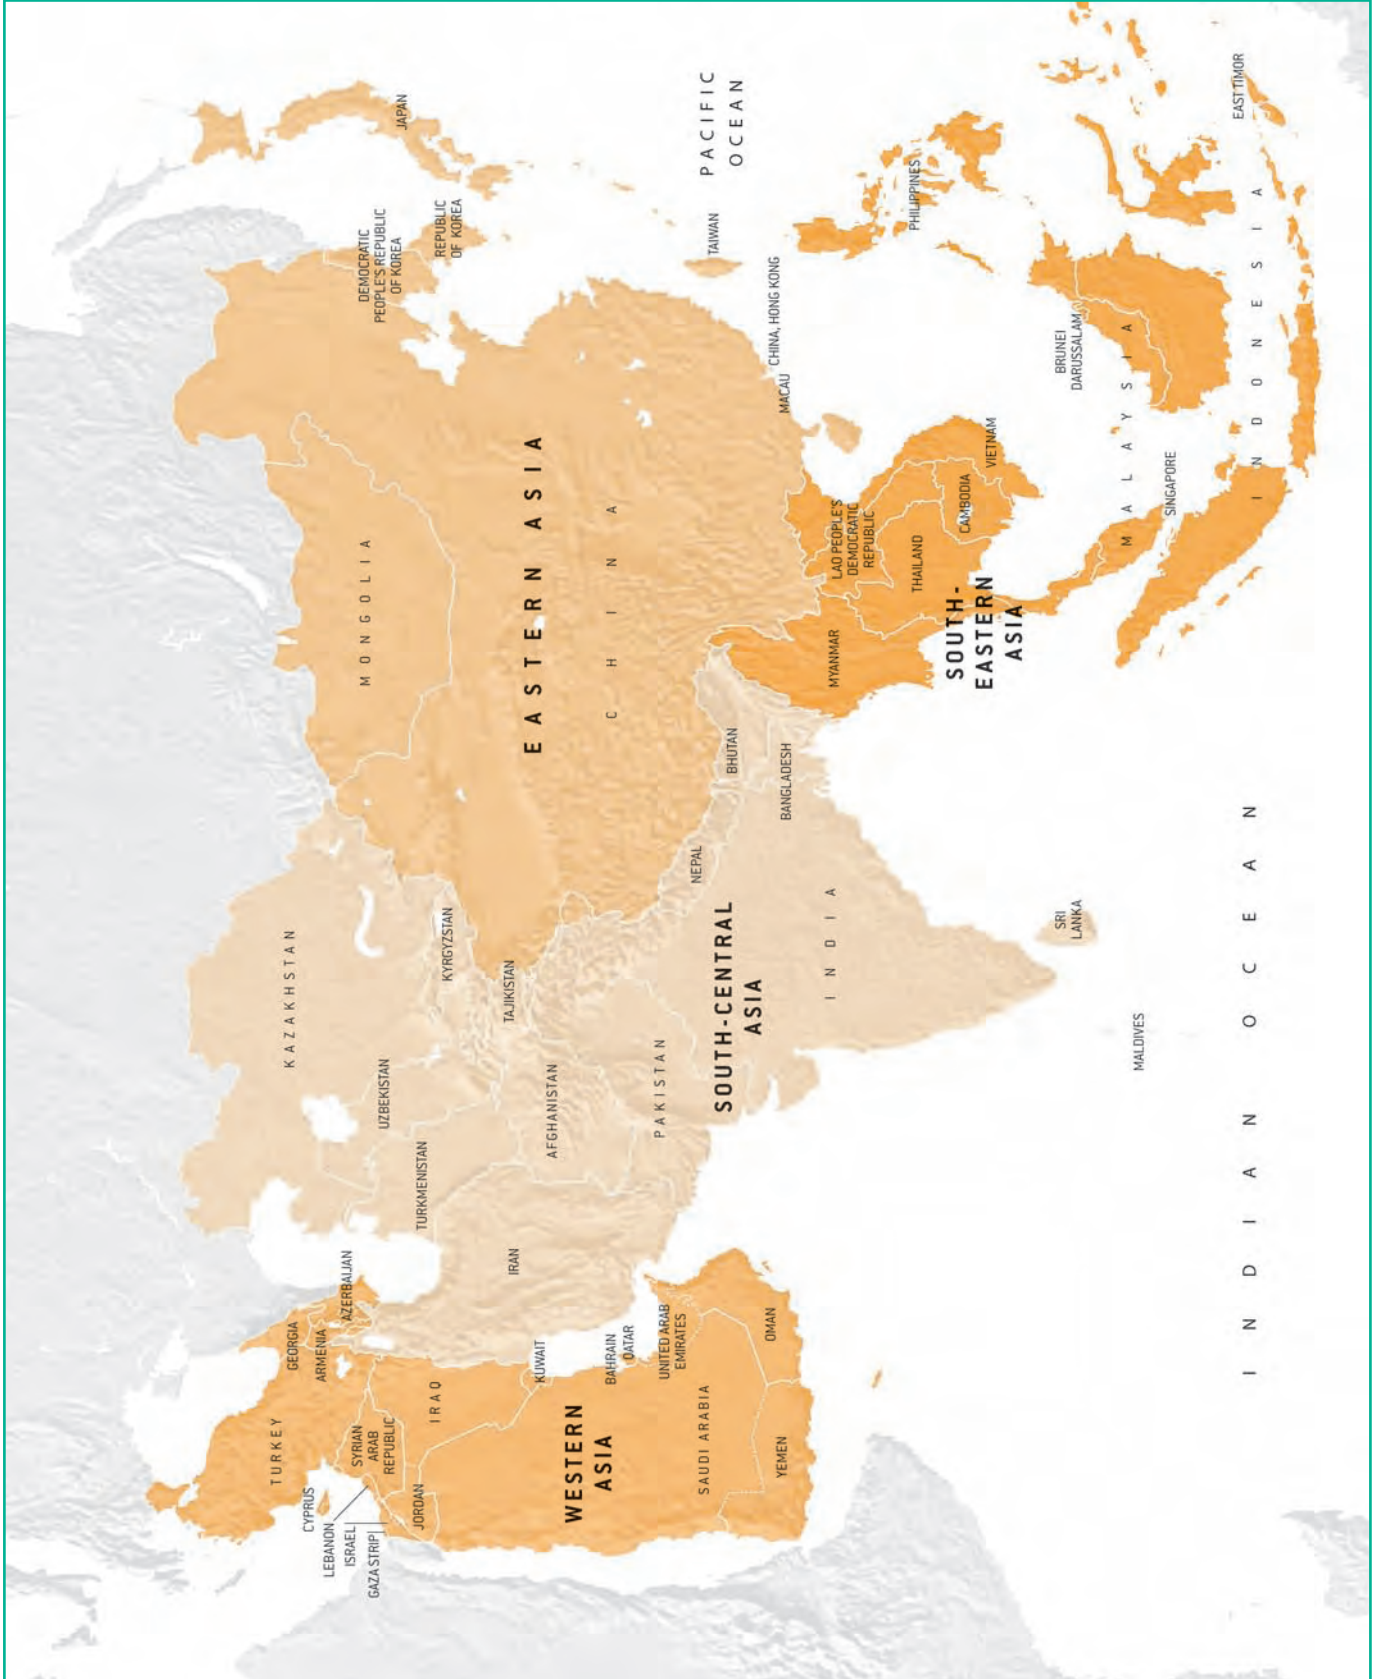 KAZAKHSTAN
MONGOLIA
TURKEY
GEORGIA
ARMENIA
AZERBAIJAN
CYPRUS
LEBANON
ISRAEL
GAZA STRIP
SYRIAN
ARAB
REPUBLIC
JORDAN
IRAQ
UZBEKISTAN
TURKMENISTAN
KYRGYZSTAN
TAJIKISTAN
DEMOCRATIC
PEOPLE'S REPUBLIC
OF KOREA
REPUBLIC
OF KOREA
JAPAN
EASTERN ASIA
CHINA
IRAN
AFGHANISTAN
PAKISTAN
KUWAIT
BAHRAIN
QATAR
UNITED ARAB
EMIRATES
WESTERN
ASIA
SAUDI ARABIA
OMAN
YEMEN
SOUTH-CENTRAL
ASIA
NEPAL
BHUTAN
BANGLADESH
INDIA
TAIWAN
PACIFIC
OCEAN
CHINA, HONG KONG
MACAU
MYANMAR
LAO PEOPLE'S
DEMOCRATIC
REPUBLIC
THAILAND
CAMBODIA
VIETNAM
PHILIPPINES
SOUTH-
EASTERN
ASIA
SRI
LANKA
MALDIVES
BRUNEI
DARUSSALAM
MALAYSIA
SINGAPORE
INDONESIA
EAST TIMOR
INDIAN OCEAN